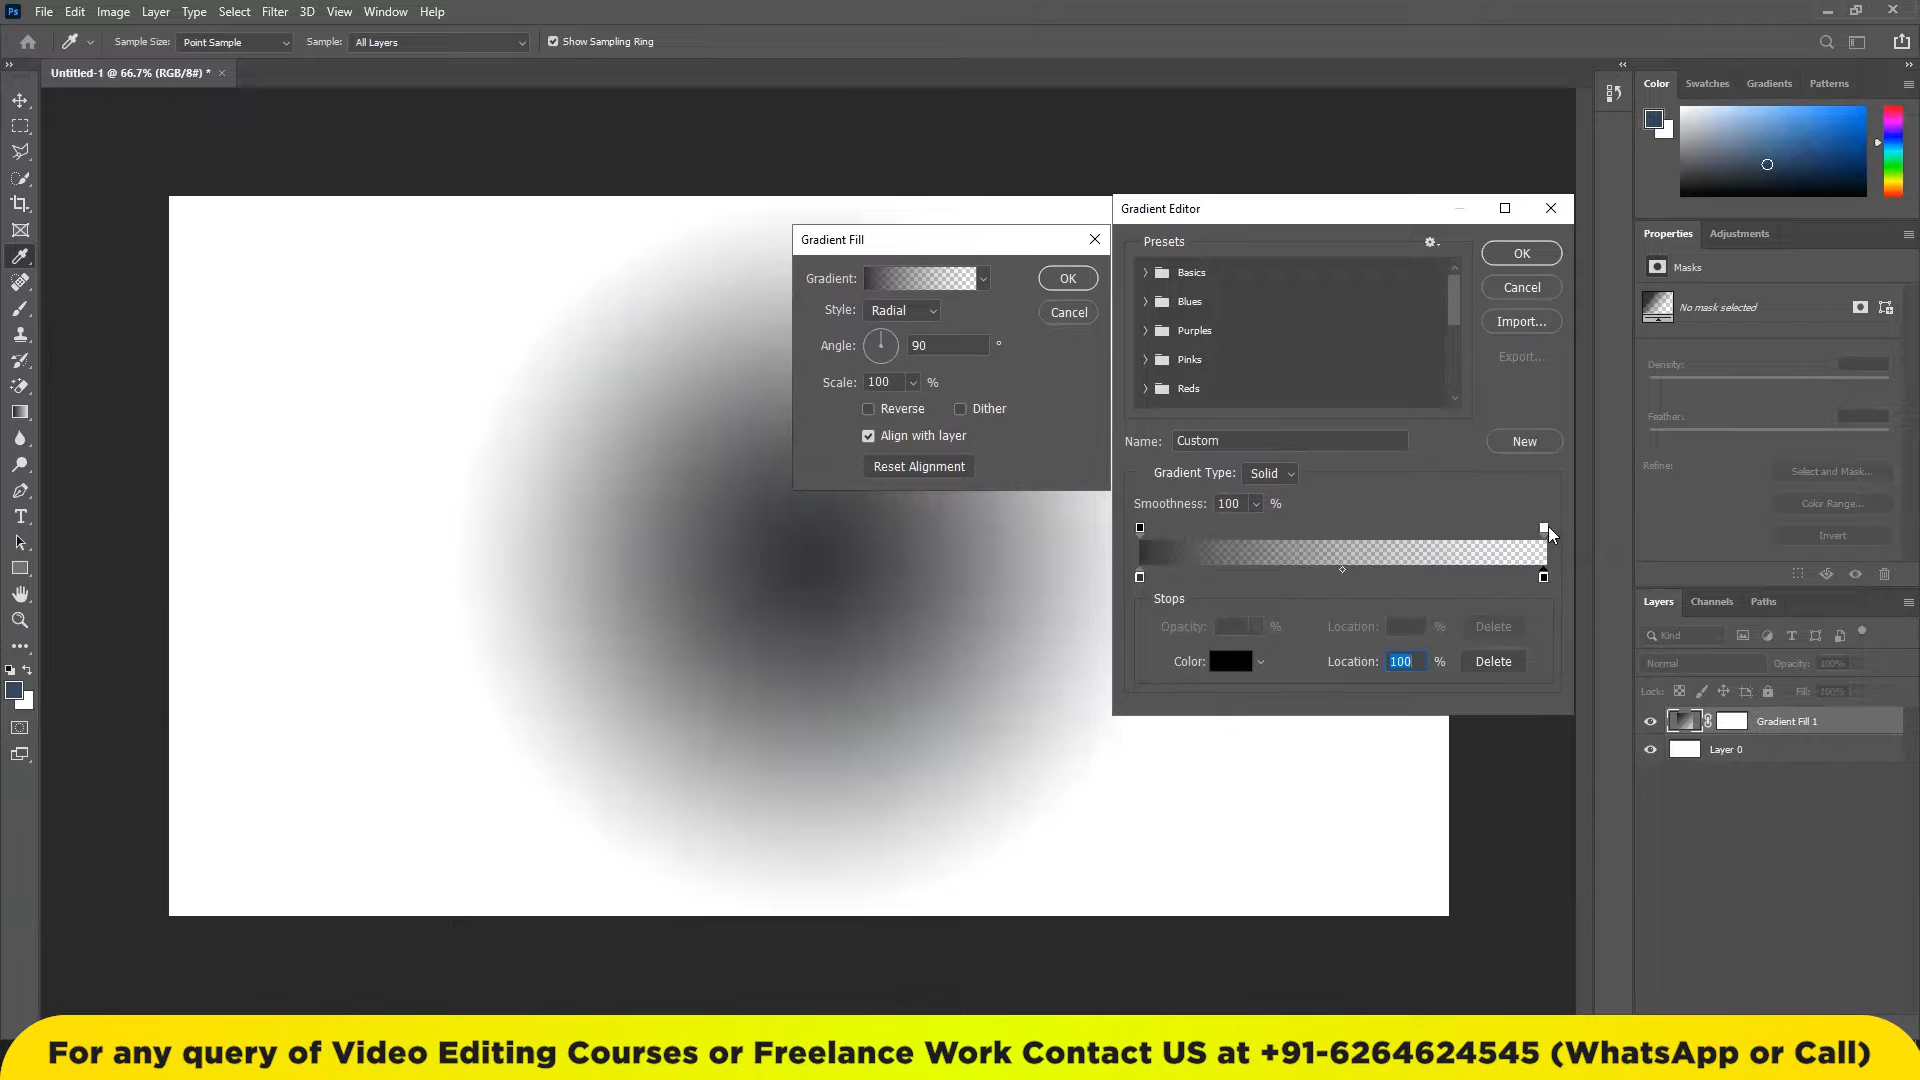 Ps File Edit Image Layer Type Select Filter 3D View Window Help
Sample Size: Point Sample Sample: All Layers Show Sampling Ring
Untitled-1 @ 66.7% (RGB/8#) *
Gradient Fill
Gradient: OK
Style: Radial Cancel
Angle: 90 °
Scale: 100 %
Reverse Dither
Align with layer
Reset Alignment
Gradient Editor
Presets
Basics
Blues
Purples
Pinks
Reds
OK
Cancel
Import...
Export...
Name: Custom New
Gradient Type: Solid
Smoothness: 100 %
Stops
Opacity: % Location: % Delete
Color: Location: 100 % Delete
Color Swatches Gradients Patterns
Properties Adjustments
Masks
No mask selected
Density:
Feather:
Refine: Select and Mask...
Color Range...
Invert
Layers Channels Paths
Kind
Normal Opacity: 100%
Lock: Fill: 100%
Gradient Fill 1
Layer 0
For any query of Video Editing Courses or Freelance Work Contact US at +91-6264624545 (WhatsApp or Call)